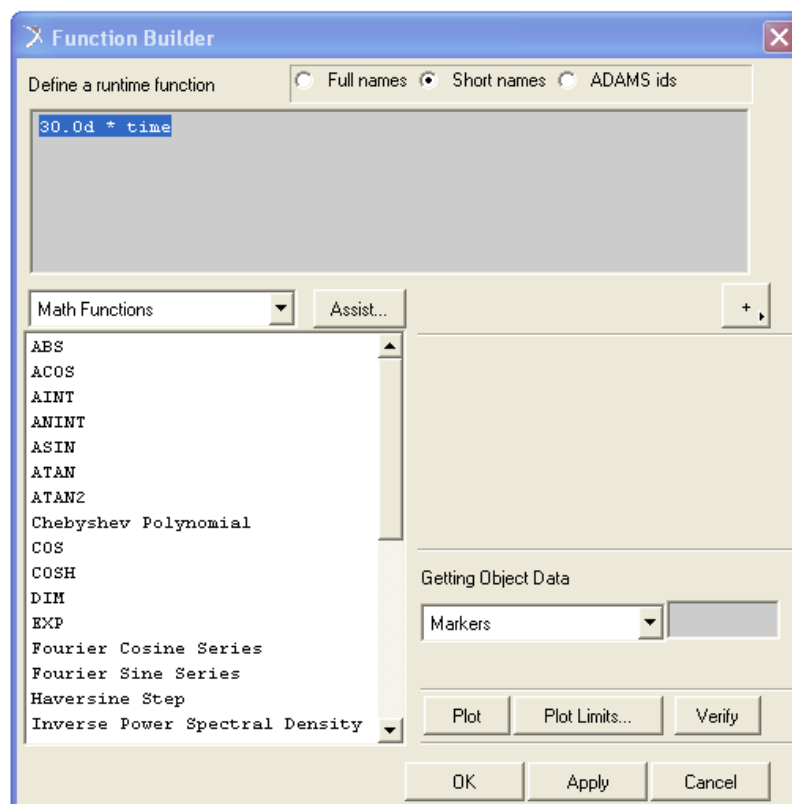 Function Builder
Define a runtime function
Full names
Short names
ADAMS ids
30.0d * time
Math Functions
Assist...
+
ABS
ACOS
AINT
ANINT
ASIN
ATAN
ATAN2
Chebyshev Polynomial
COS
COSH
DIM
EXP
Fourier Cosine Series
Fourier Sine Series
Haversine Step
Inverse Power Spectral Density
Getting Object Data
Markers
Plot
Plot Limits...
Verify
OK
Apply
Cancel